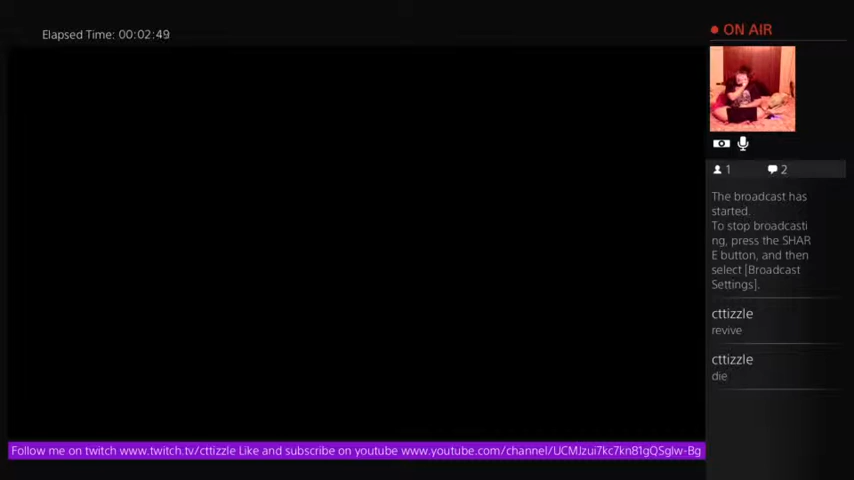 Elapsed Time: 00:02:49
ON AIR
1
2
The broadcast has
started.
To stop broadcasti
ng, press the SHAR
E button, and then
select [Broadcast
Settings].
cttizzle
revive
cttizzle
die
Follow me on twitch www.twitch.tv/cttizzle Like and subscribe on youtube www.youtube.com/channel/UCMJzui7kc7kn81gQSglw-Bg